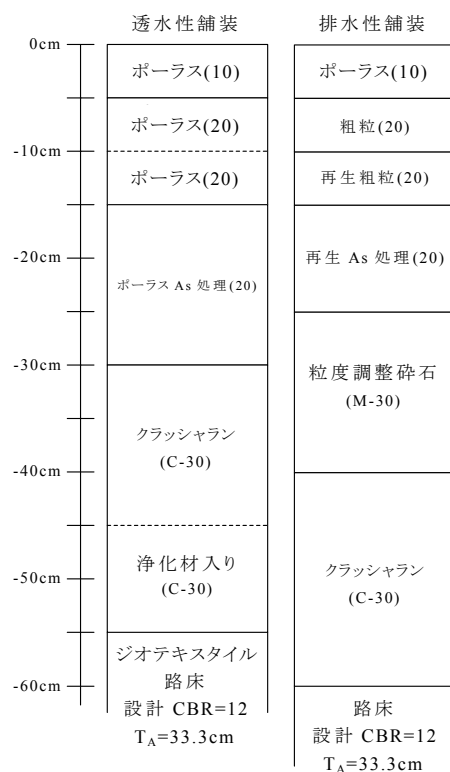 透水性舗装
排水性舗装
0cm
-10cm
-20cm
-30cm
-40cm
-50cm
-60cm
ポーラス(10)
ポーラス(20)
ポーラス(20)
ポーラス As 処理(20)
クラッシャラン
(C-30)
浄化材入り
(C-30)
ジオテキスタイル
路床
設計 CBR=12
TA=33.3cm
ポーラス(10)
粗粒(20)
再生粗粒(20)
再生 As 処理(20)
粒度調整砕石
(M-30)
クラッシャラン
(C-30)
路床
設計 CBR=12
TA=33.3cm